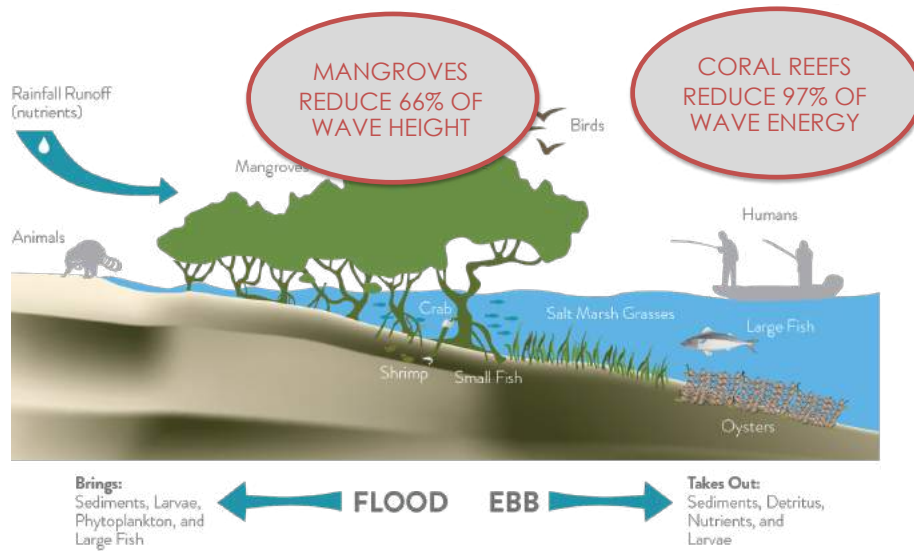 MANGROVES
REDUCE 66% OF
WAVE HEIGHT
CORAL REEFS
REDUCE 97% OF
WAVE ENERGY
Rainfall Runoff
(nutrients)
Birds
Mangroves
Animals
Humans
Crab
Salt Marsh Grasses
Large Fish
Shrimp
Small Fish
Oysters
Brings:
Sediments, Larvae,
Phytoplankton, and
Large Fish
FLOOD
EBB
Takes Out:
Sediments, Detritus,
Nutrients, and
Larvae